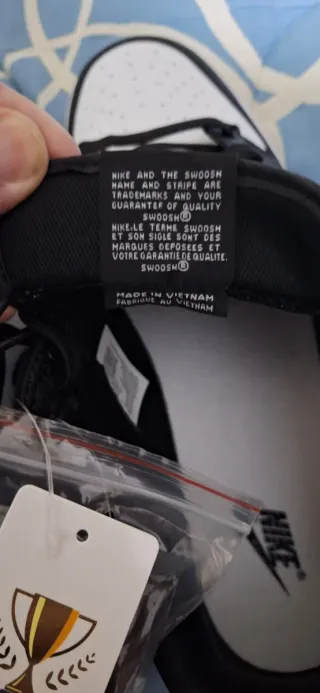 NIKE AND THE SWOOSH
NAME AND STRIPE ARE
TRADEMARKS AND YOUR
GUARANTEE OF QUALITY
SWOOSH®
NIKE.LE TERME SWOOSH
ET SON SIGLE SONT DES
MARQUES DEPOSEES ET
VOTRE GARANTIE DE QUALITE.
SWOOSH®
MADE IN VIETNAM
FABRIQUE AU VIETNAM
NIKE®